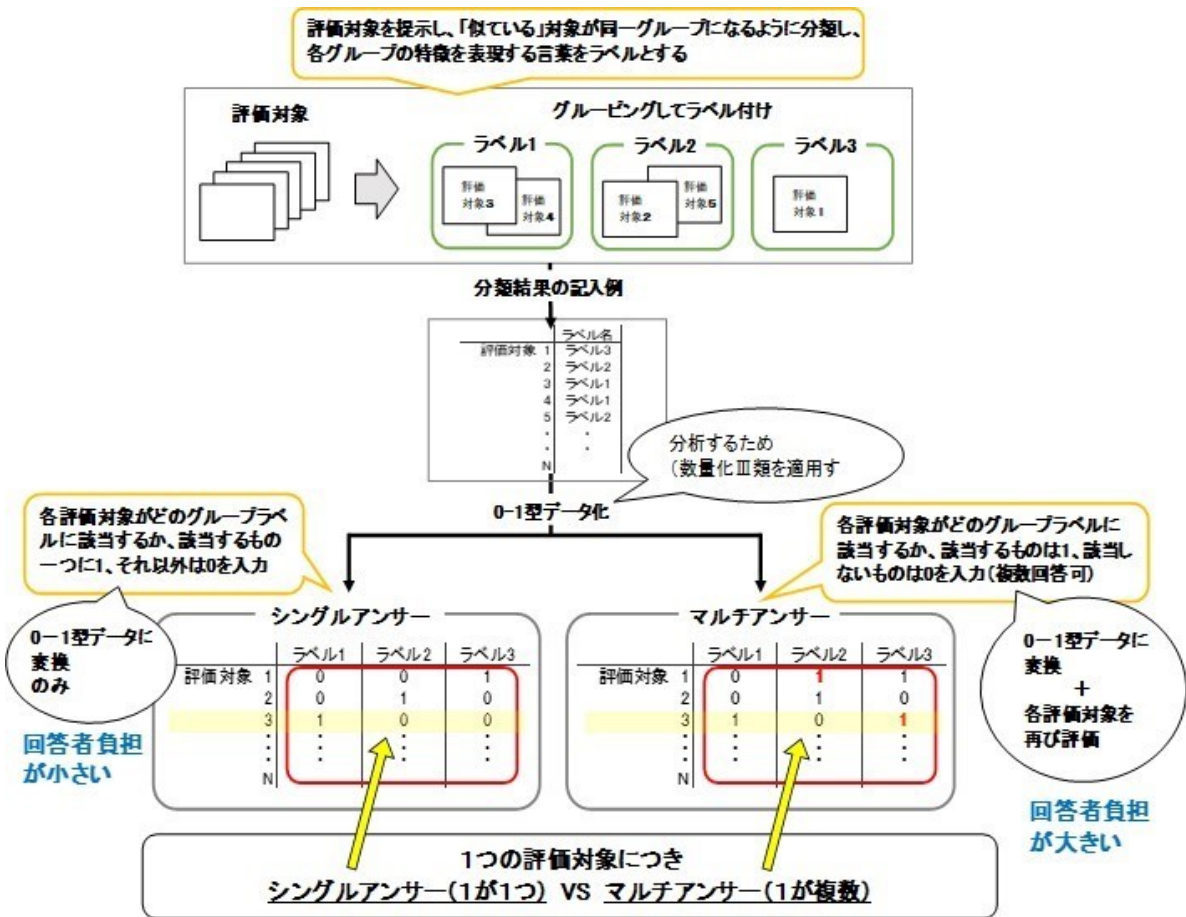 評価対象を提示し、「似ている」対象が同一グループになるように分類し、
各グループの特徴を表現する言葉をラベルとする
評価対象
グルーピングしてラベル付け
ラベル1
ラベル2
ラベル3
評価
対象3
評価
対象4
評価
対象2
評価
対象5
評価
対象1
分類結果の記入例
ラベル名
評価対象 1 ラベル3
2 ラベル2
3 ラベル1
4 ラベル1
5 ラベル2
・ ・
・ ・
N
分析するため
(数量化Ⅲ類を適用す
0-1型データ化
各評価対象がどのグループラベ
ルに該当するか、該当するもの
一つに1、それ以外は0を入力
各評価対象がどのグループラベルに
該当するか、該当するものは1、該当し
ないものは0を入力(複数回答可)
0-1型データに
変換
のみ
回答者負担
が小さい
シングルアンサー
ラベル1 ラベル2 ラベル3
評価対象 1 0 0 1
2 0 1 0
3 1 0 0
: : : :
: : : :
N
マルチアンサー
ラベル1 ラベル2 ラベル3
評価対象 1 0 1 1
2 0 1 0
3 1 0 1
: : : :
: : : :
N
0-1型データに
変換
+
各評価対象を
再び評価
回答者負担
が大きい
1つの評価対象につき
シングルアンサー(1が1つ) VS マルチアンサー(1が複数)